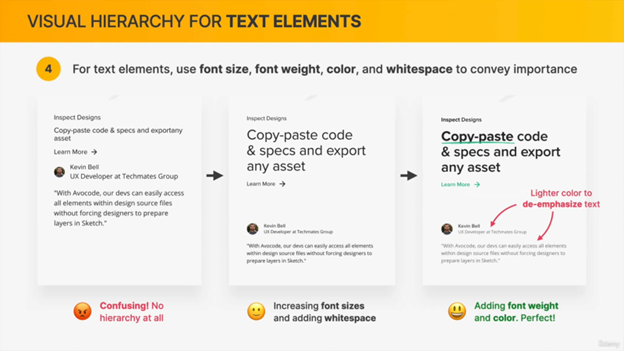 VISUAL HIERARCHY FOR TEXT ELEMENTS
4
For text elements, use font size, font weight, color, and whitespace to convey importance
Inspect Designs
Copy-paste code & specs and exportany
asset
Learn More →
Kevin Bell
UX Developer at Techmates Group
"With Avocode, our devs can easily access
all elements within design source files
without forcing designers to prepare
layers in Sketch."
Inspect Designs
Copy-paste code
& specs and export
any asset
Learn More →
Kevin Bell
UX Developer at Techmates Group
"With Avocode, our devs can easily access all elements
within design source files without forcing designers to
prepare layers in Sketch."
Inspect Designs
Copy-paste code
& specs and export
any asset
Learn More →
Lighter color to
de-emphasize text
Kevin Bell
UX Developer at Techmates Group
"With Avocode, our devs can easily access all elements
within design source files without forcing designers to
prepare layers in Sketch."
Confusing! No
hierarchy at all
Increasing font sizes
and adding whitespace
Adding font weight
and color. Perfect!
Udemy